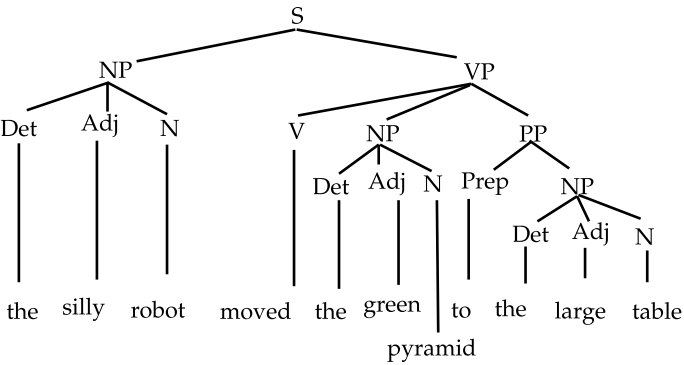 S
NP VP
Det Adj N V NP PP
Det Adj N Prep NP
Det Adj N
the silly robot moved the green to the large table
pyramid